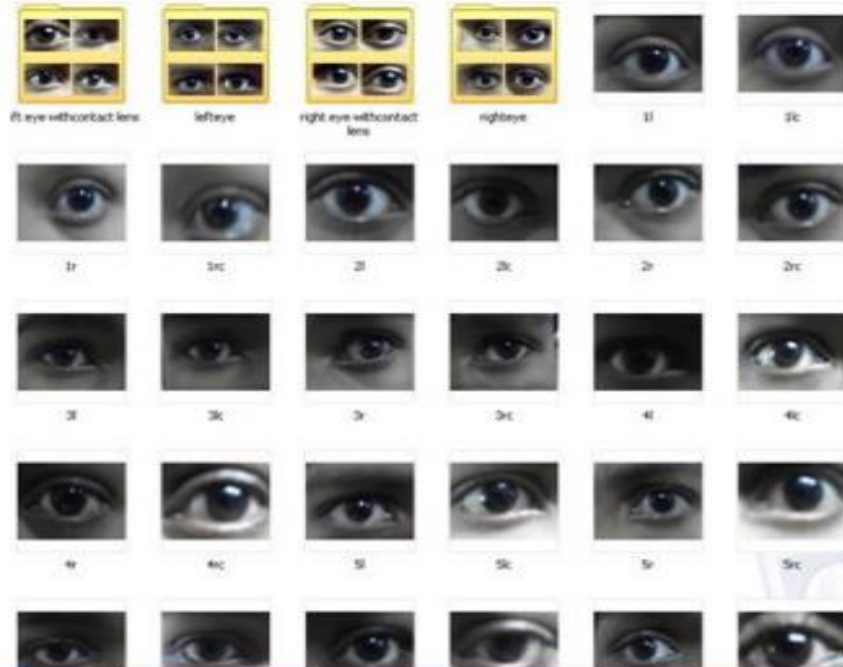 ft eye withcontact lens
lefteye
right eye withcontact
lens
righteye
1l
1lc
1r
1rc
2l
2lc
2r
2rc
3l
3lc
3r
3rc
4l
4lc
4r
4rc
5l
5lc
5r
5rc